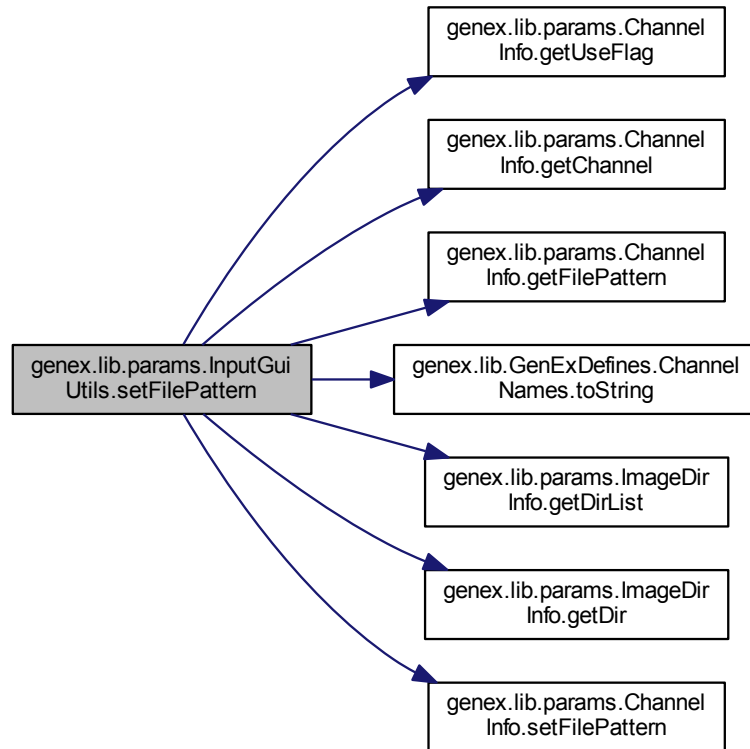 genex.lib.params.Channel
Info.getUseFlag
genex.lib.params.Channel
Info.getChannel
genex.lib.params.Channel
Info.getFilePattern
genex.lib.params.InputGui
Utils.setFilePattern
genex.lib.GenExDefines.Channel
Names.toString
genex.lib.params.ImageDir
Info.getDirList
genex.lib.params.ImageDir
Info.getDir
genex.lib.params.Channel
Info.setFilePattern